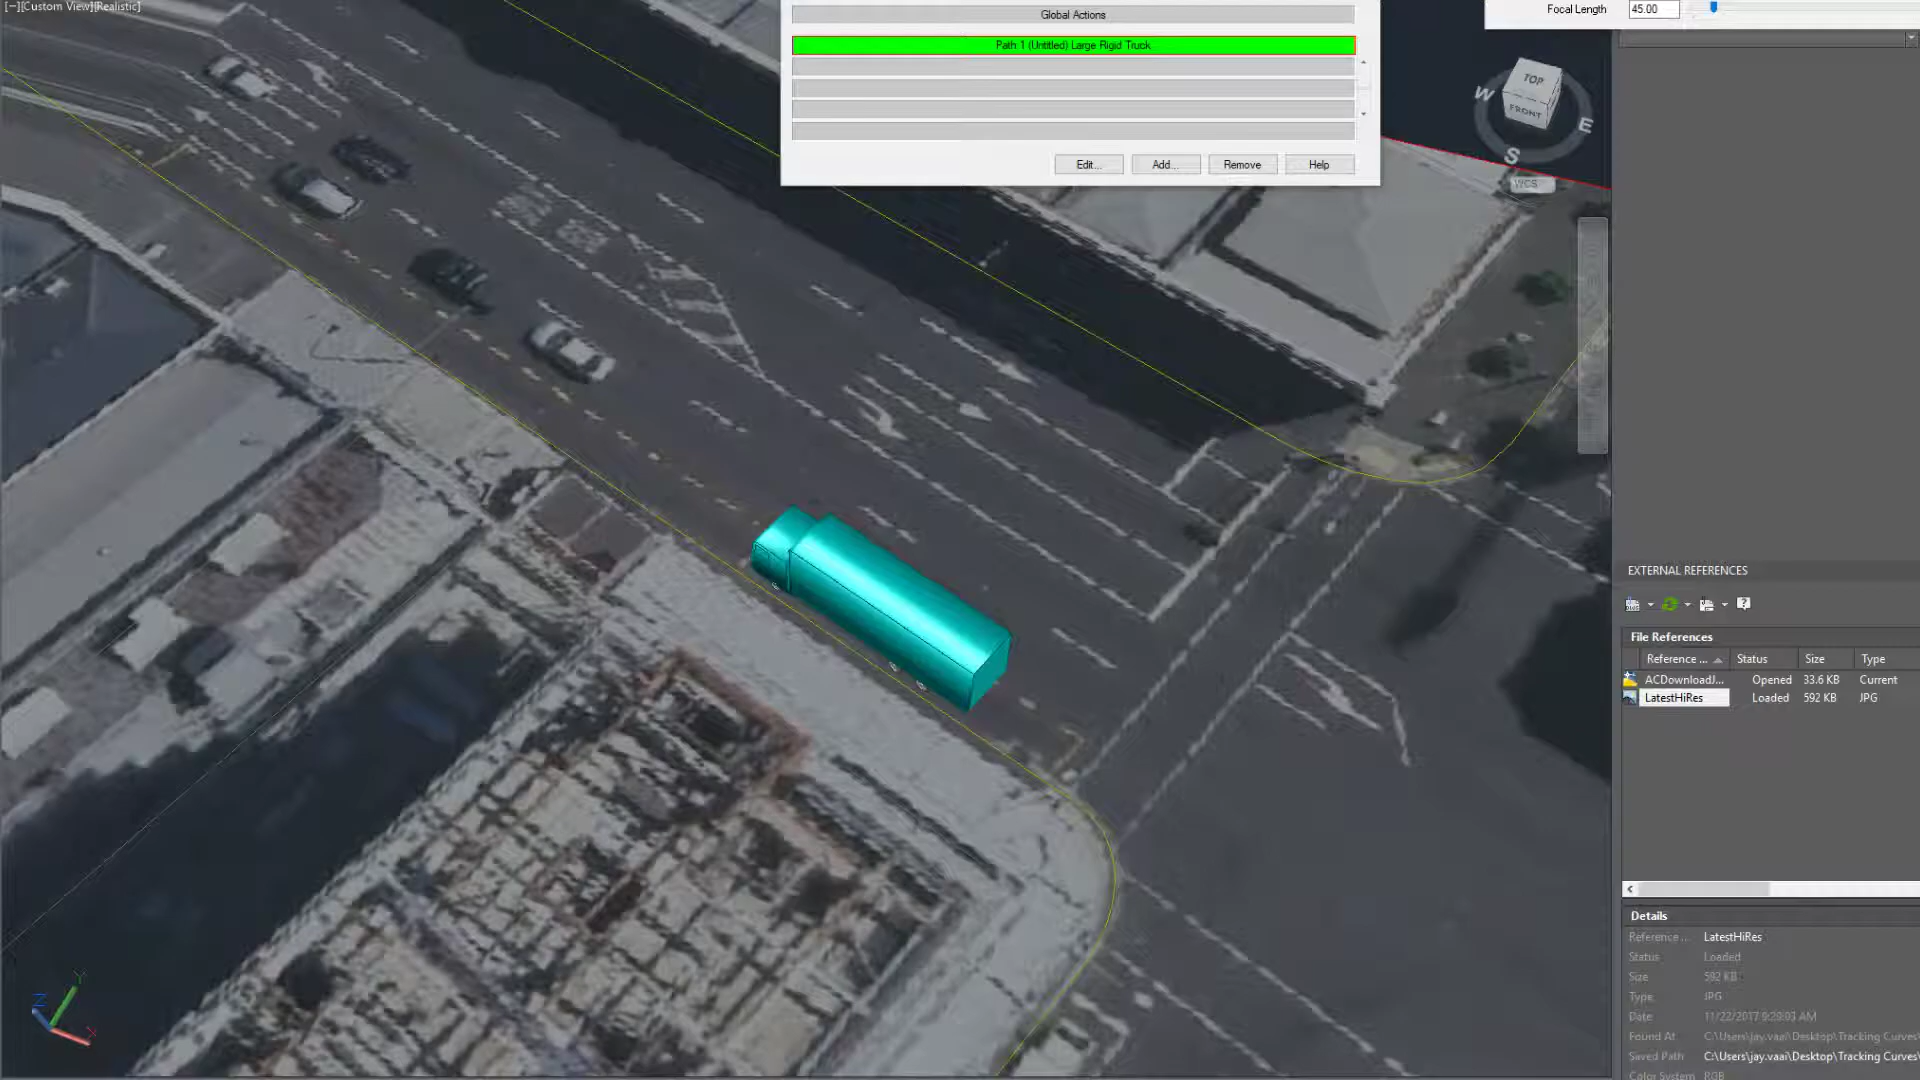 [−][Custom View][Realistic]
Global Actions
Focal Length 45.00
Path 1 (Untitled) Large Rigid Truck
TOP
FRONT
W
E
S
WCS
Edit... Add... Remove Help
EXTERNAL REFERENCES
File References
Reference ... Status Size Type
ACDownloadJ... Opened 33.6 KB Current
LatestHiRes Loaded 592 KB JPG
Details
Reference ... LatestHiRes
Status Loaded
Size 592 KB
Type JPG
Date 11/22/2017 9:29:03 AM
Found At C:\Users\jay.vaai\Desktop\Tracking Curves\
Saved Path C:\Users\jay.vaai\Desktop\Tracking Curves\
Color System RGB
Y
Z
X